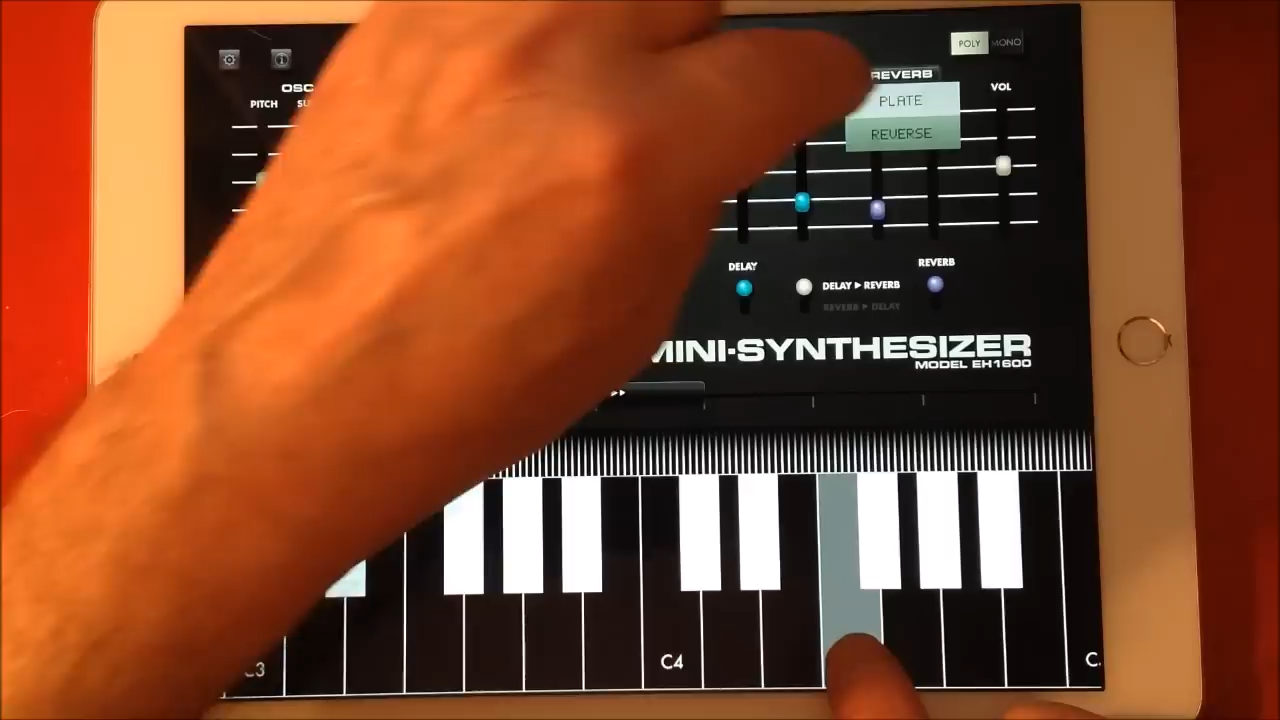 POLY MONO
REVERB
OSC
VOL
PITCH
PLATE
REVERSE
DELAY
REVERB
DELAY ▸ REVERB
REVERB ▸ DELAY
MINI-SYNTHESIZER
MODEL EH1600
C3
C4